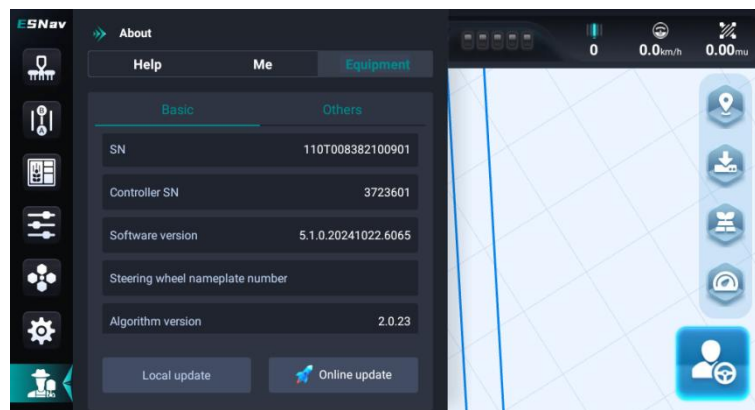 ESNav
About
0
0.0km/h
0.00mu
Help
Me
Equipment
Basic
Others
SN
110T008382100901
Controller SN
3723601
Software version
5.1.0.20241022.6065
Steering wheel nameplate number
Algorithm version
2.0.23
Local update
Online update